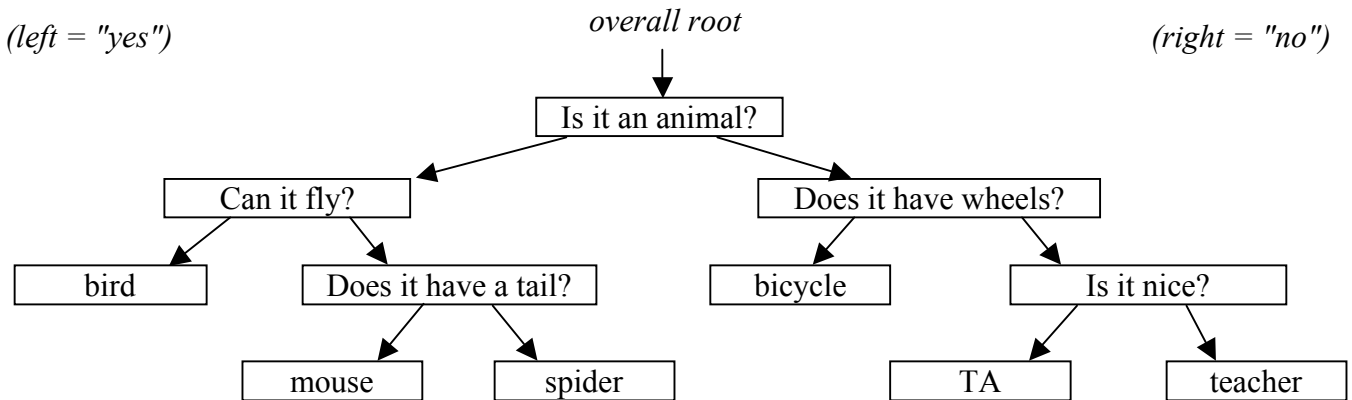 overall root
(left = "yes")
(right = "no")
Is it an animal?
Can it fly?
Does it have wheels?
bird
Does it have a tail?
bicycle
Is it nice?
mouse
spider
TA
teacher